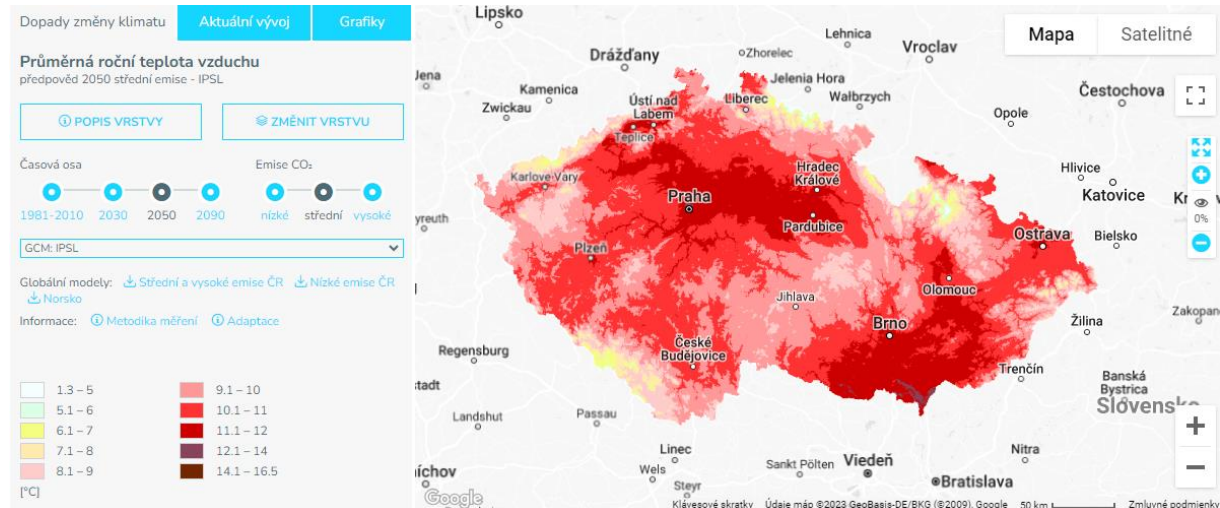 Dopady změny klimatu
Aktuální vývoj
Grafiky
Průměrná roční teplota vzduchu
předpověd 2050 střední emise - IPSL
POPIS VRSTVY
ZMĚNIT VRSTVU
Časová osa
Emise CO₂
1981-2010 2030 2050 2090
nízké střední vysoké
GCM: IPSL
Globální modely: Střední a vysoké emise ČR Nízké emise ČR
Norsko
Informace: Metodika měření Adaptace
1.3 – 5
5.1 – 6
6.1 – 7
7.1 – 8
8.1 – 9
[°C]
9.1 – 10
10.1 – 11
11.1 – 12
12.1 – 14
14.1 – 16.5
Mapa
Satelitné
0%
Lipsko
Lehnica
Drážďany
Zhorelec
Vroclav
Jena
Kamenica
Jelenia Hora
Čęstochova
Zwickau
Ústí nad
Labem
Liberec
Wałbrzych
Opole
Teplice
Karlove Vary
Hradec
Králové
Hlivice
Katovice
Praha
Pardubice
Ostrava
Bielsko
Plzeň
Olomouc
Jihlava
Zakopan
Brno
Žilina
Regensburg
České
Budějovice
Trenčín
Banská
Bystrica
Landshut
Passau
Slovensko
Linec
Nitra
Wels
Sankt Pölten
Viedeň
Steyr
Bratislava
Google
Klávesové skratky
Údaje máp ©2023 GeoBasis-DE/BKG (©2009), Google
50 km
Zmluvné podmienky